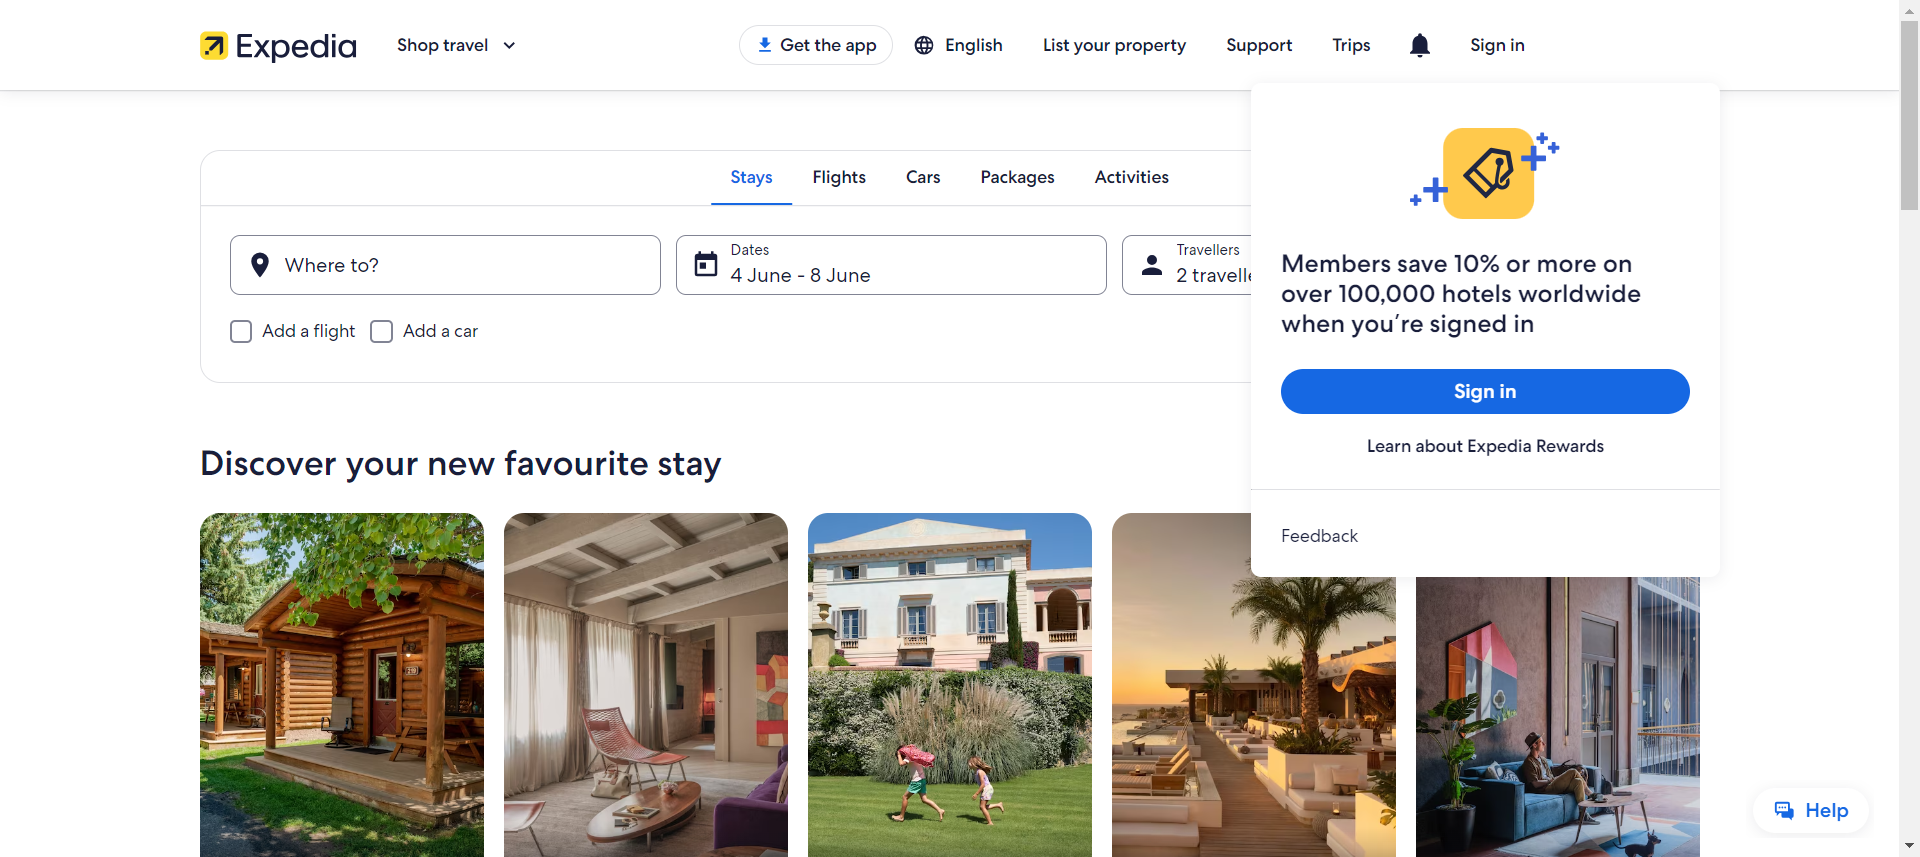 Expedia
Shop travel
Get the app
English
List your property
Support
Trips
Sign in
Stays
Flights
Cars
Packages
Activities
Where to?
Dates
4 June - 8 June
Travellers
2 travelle
Add a flight
Add a car
Members save 10% or more on
over 100,000 hotels worldwide
when you’re signed in
Sign in
Learn about Expedia Rewards
Feedback
Discover your new favourite stay
Help